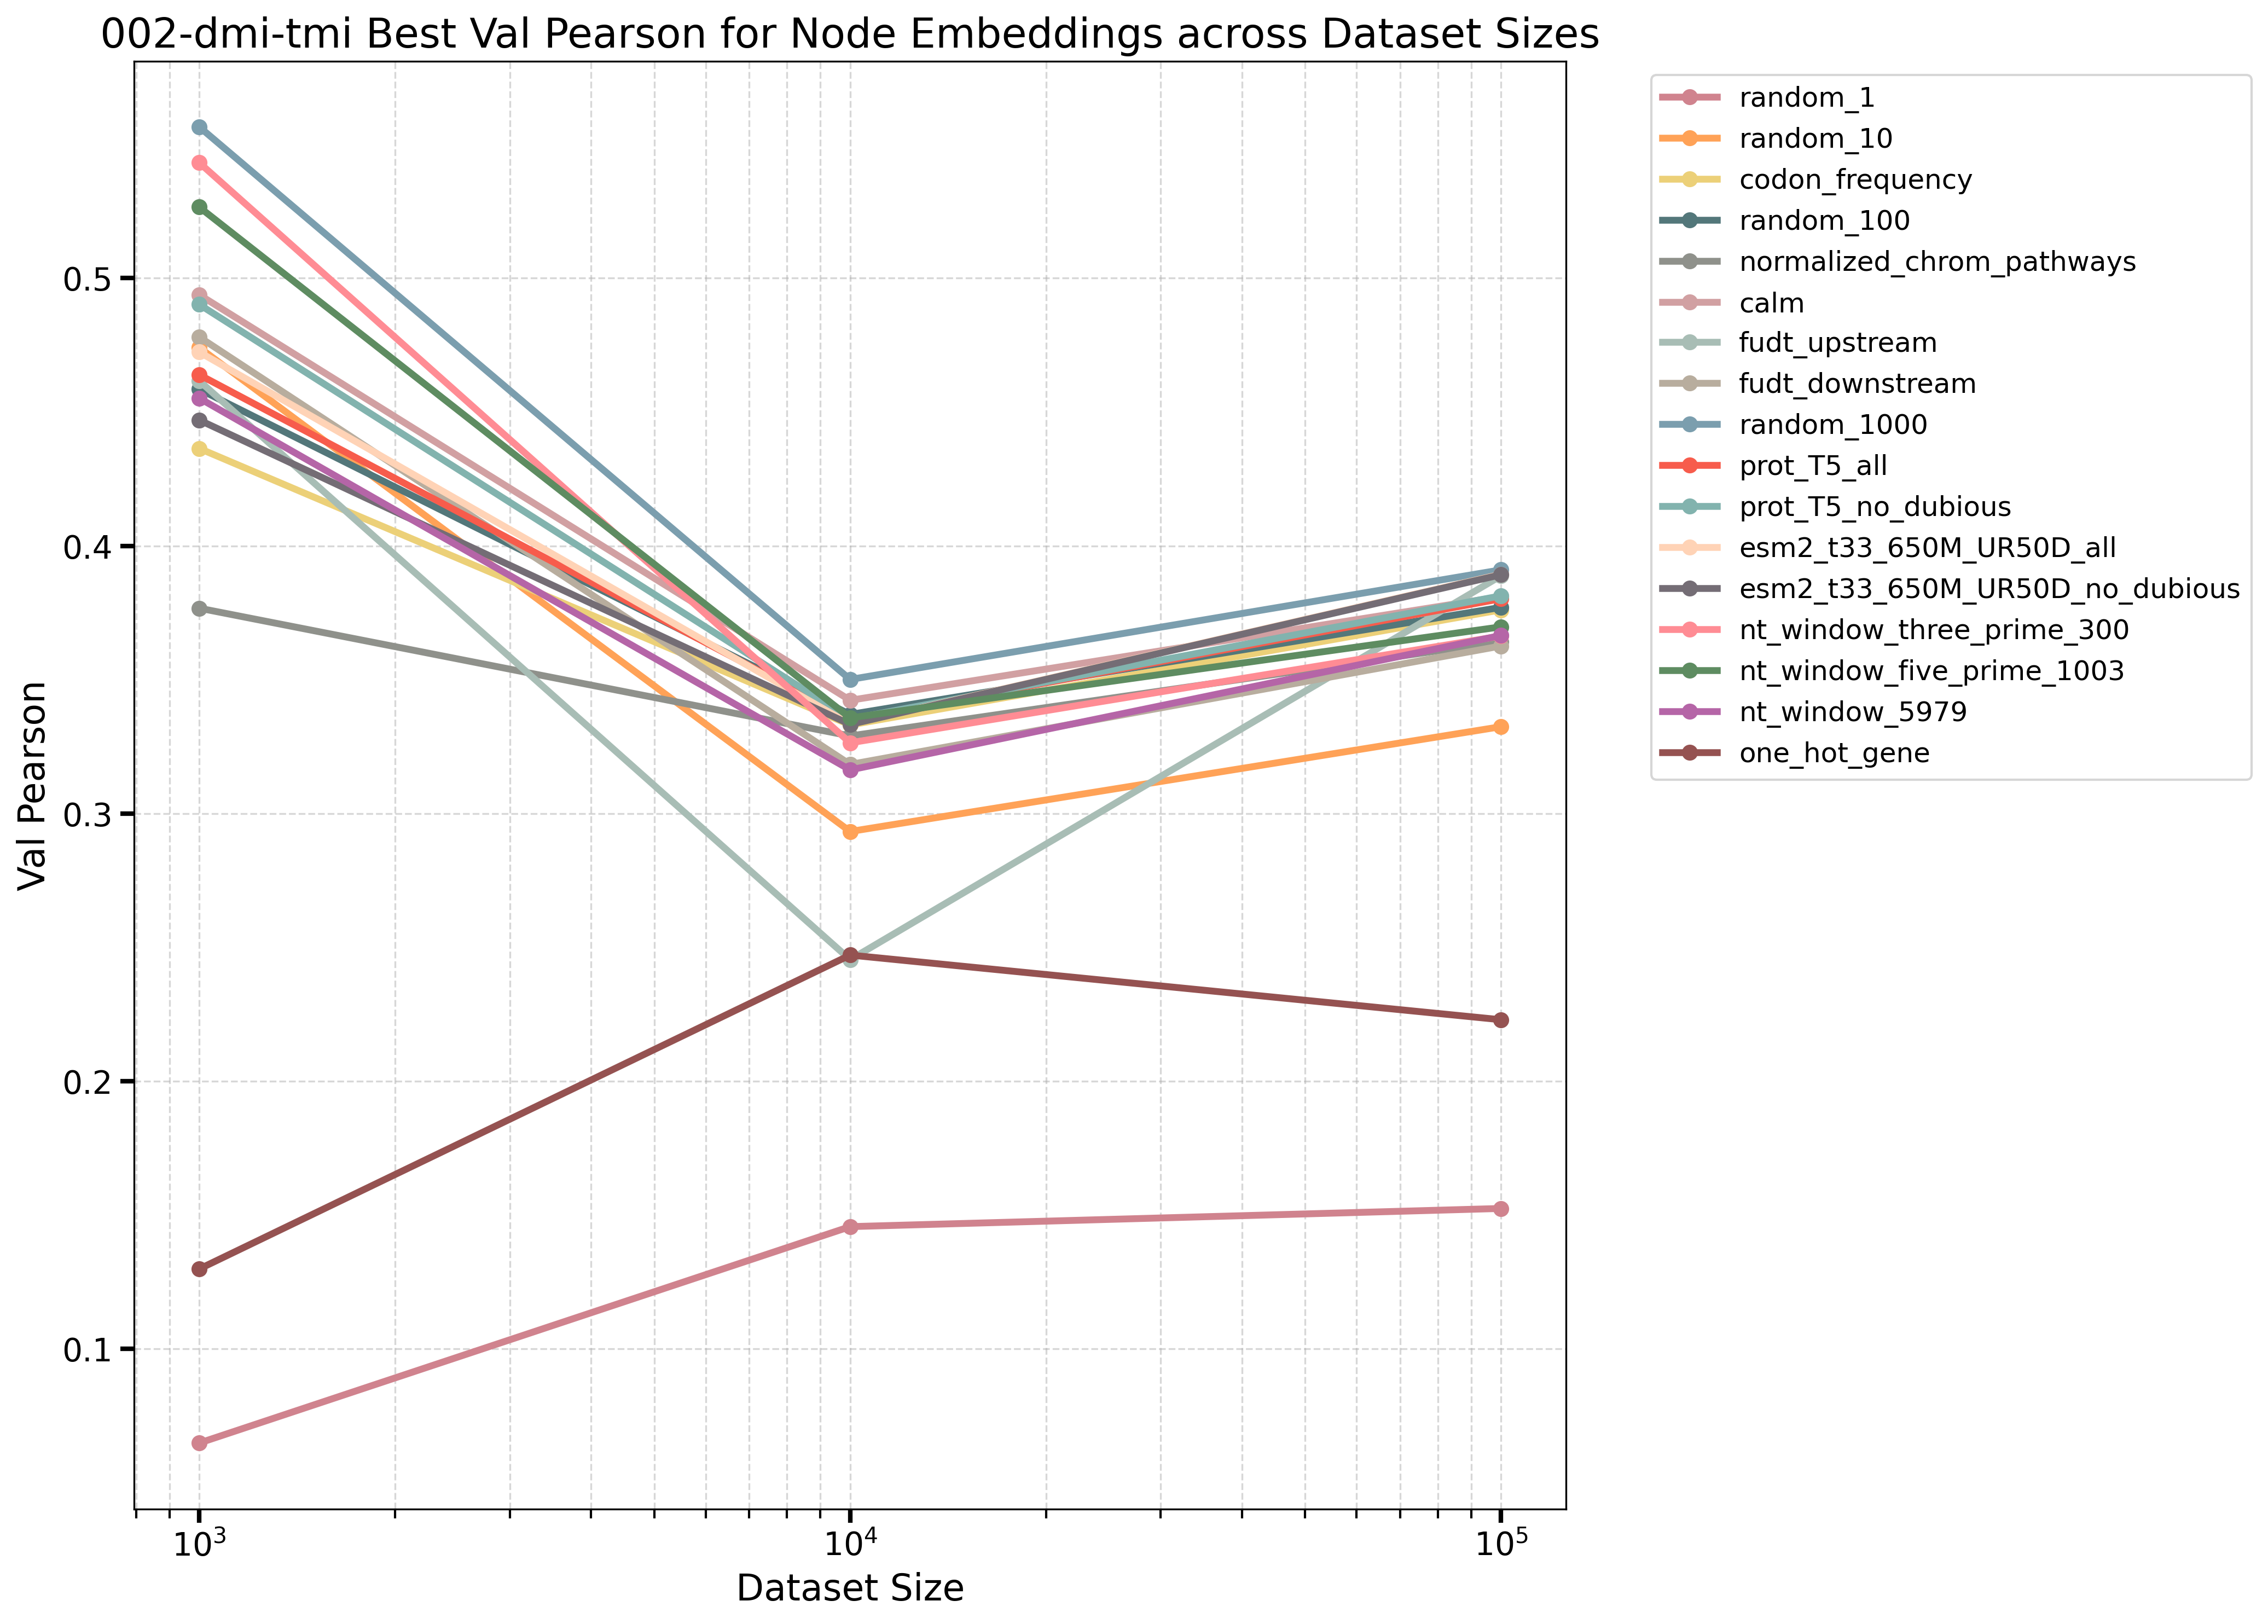 002-dmi-tmi Best Val Pearson for Node Embeddings across Dataset Sizes
random_1
random_10
codon_frequency
random_100
normalized_chrom_pathways
calm
fudt_upstream
fudt_downstream
random_1000
prot_T5_all
prot_T5_no_dubious
esm2_t33_650M_UR50D_all
esm2_t33_650M_UR50D_no_dubious
nt_window_three_prime_300
nt_window_five_prime_1003
nt_window_5979
one_hot_gene
Val Pearson
0.5
0.4
0.3
0.2
0.1
10³ 10⁴ 10⁵
Dataset Size